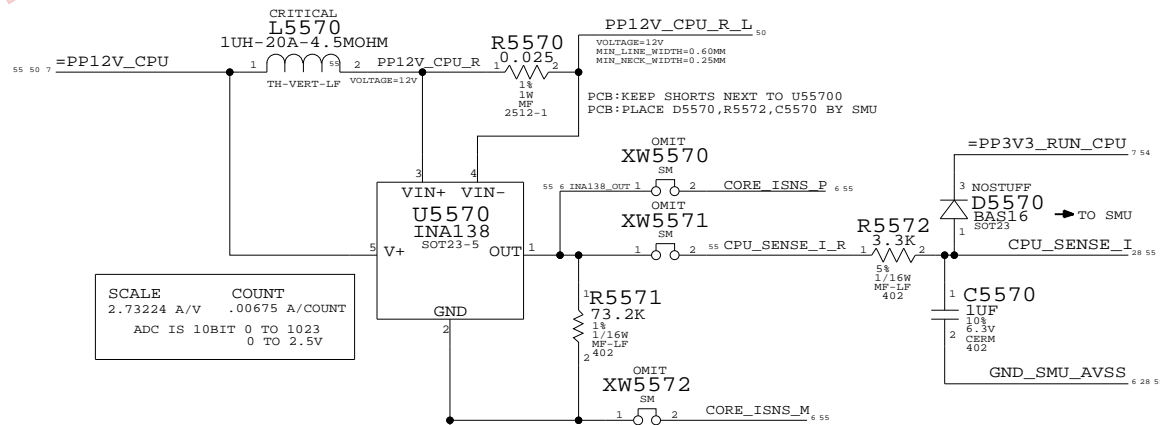 CRITICAL
L5570
1UH-20A-4.5MOHM
55 50 7 =PP12V_CPU
1 55 2
TH-VERT-LF
PP12V_CPU_R
VOLTAGE=12V
R5570
0.025
1 2
1%
1W
MF
2512-1
PP12V_CPU_R_L 50
VOLTAGE=12V
MIN_LINE_WIDTH=0.60MM
MIN_NECK_WIDTH=0.25MM
PCB:KEEP SHORTS NEXT TO U55700
PCB:PLACE D5570,R5572,C5570 BY SMU
3 4
VIN+ VIN-
U5570
INA138
SOT23-5
5 V+ OUT 1
GND
2
OMIT
XW5570
SM
55 6 INA138_OUT 1 2 CORE_ISNS_P 6 55
OMIT
XW5571
SM
1 2 55 CPU_SENSE_I_R
R5572
3.3K
1 2
5%
1/16W
MF-LF
402
=PP3V3_RUN_CPU
7 54
3 NOSTUFF
D5570
BAS16
SOT23
1
TO SMU
CPU_SENSE_I
28 55
1
C5570
1UF
10%
6.3V
CERM
402
2
GND_SMU_AVSS
6 28 5
1
R5571
73.2K
1%
1/16W
MF-LF
402
2
OMIT
XW5572
SM
1 2 CORE_ISNS_M 6 55
SCALE COUNT
2.73224 A/V .00675 A/COUNT
ADC IS 10BIT 0 TO 1023
0 TO 2.5V